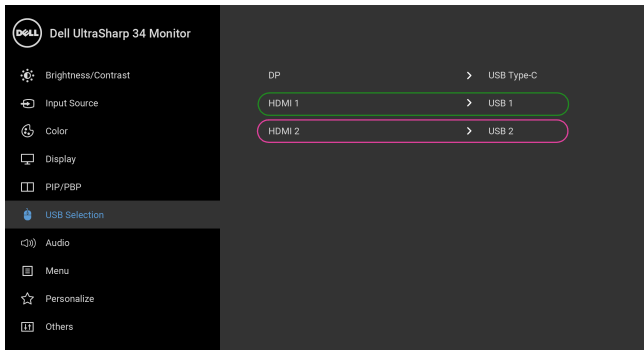 DELL Dell UltraSharp 34 Monitor
Brightness/Contrast
DP > USB Type-C
Input Source
HDMI 1 > USB 1
Color
HDMI 2 > USB 2
Display
PIP/PBP
USB Selection
Audio
Menu
Personalize
Others